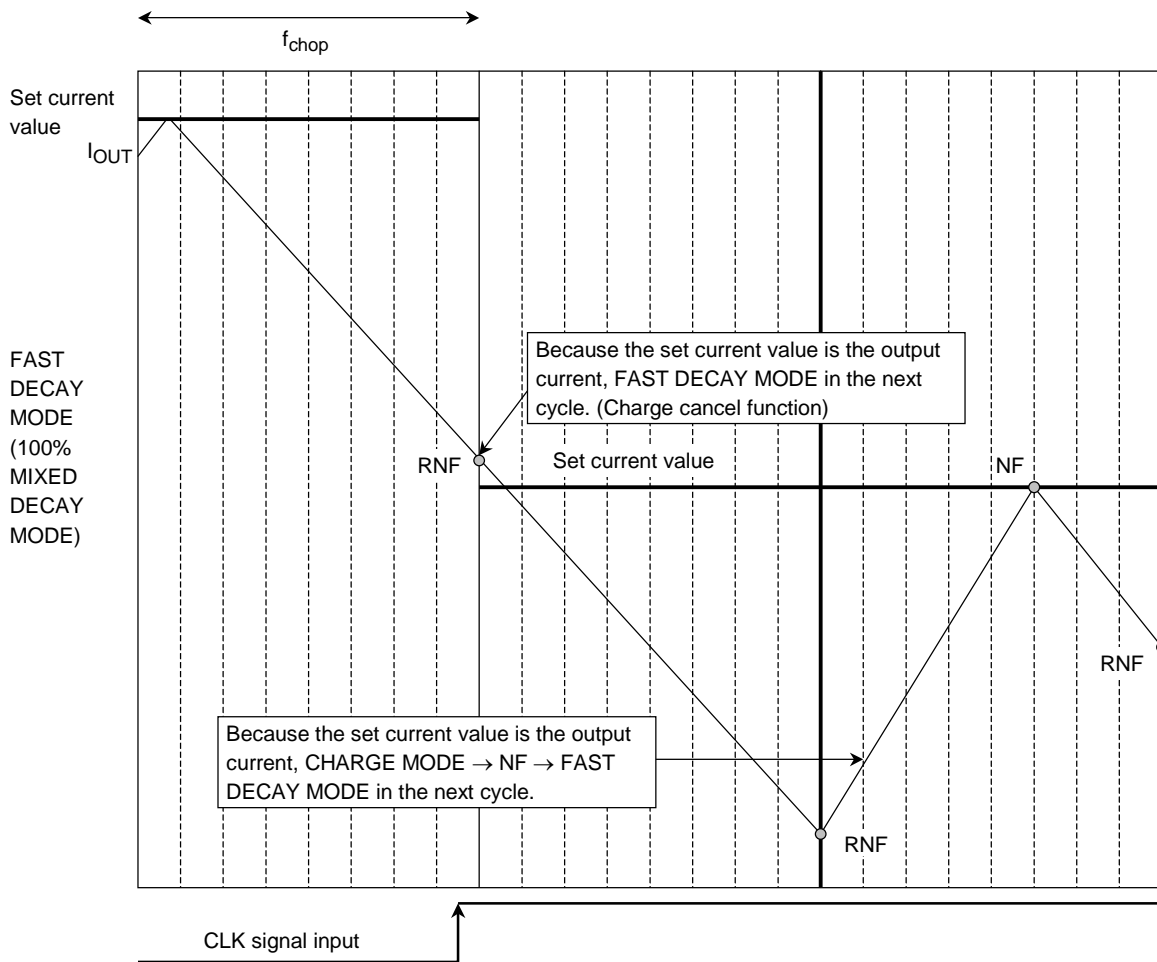 f_chop
Set current
value
I_OUT
FAST
DECAY
MODE
(100%
MIXED
DECAY
MODE)
Because the set current value is the output
current, FAST DECAY MODE in the next
cycle. (Charge cancel function)
RNF
Set current value
NF
RNF
Because the set current value is the output
current, CHARGE MODE → NF → FAST
DECAY MODE in the next cycle.
RNF
CLK signal input